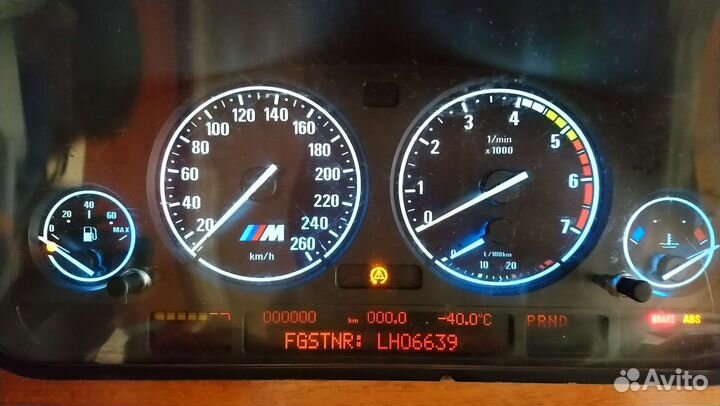 20 40 60 80 100 120 140 160 180 200 220 240 260
M
km/h
0 1 2 3 4 5 6 7
1/min
x 1000
0 10 20
L/100km
0 20 40 60 MAX
000000 km 000.0 -40.0°C PRND
FGSTNR: LH06639
BRAKE ABS
Avito